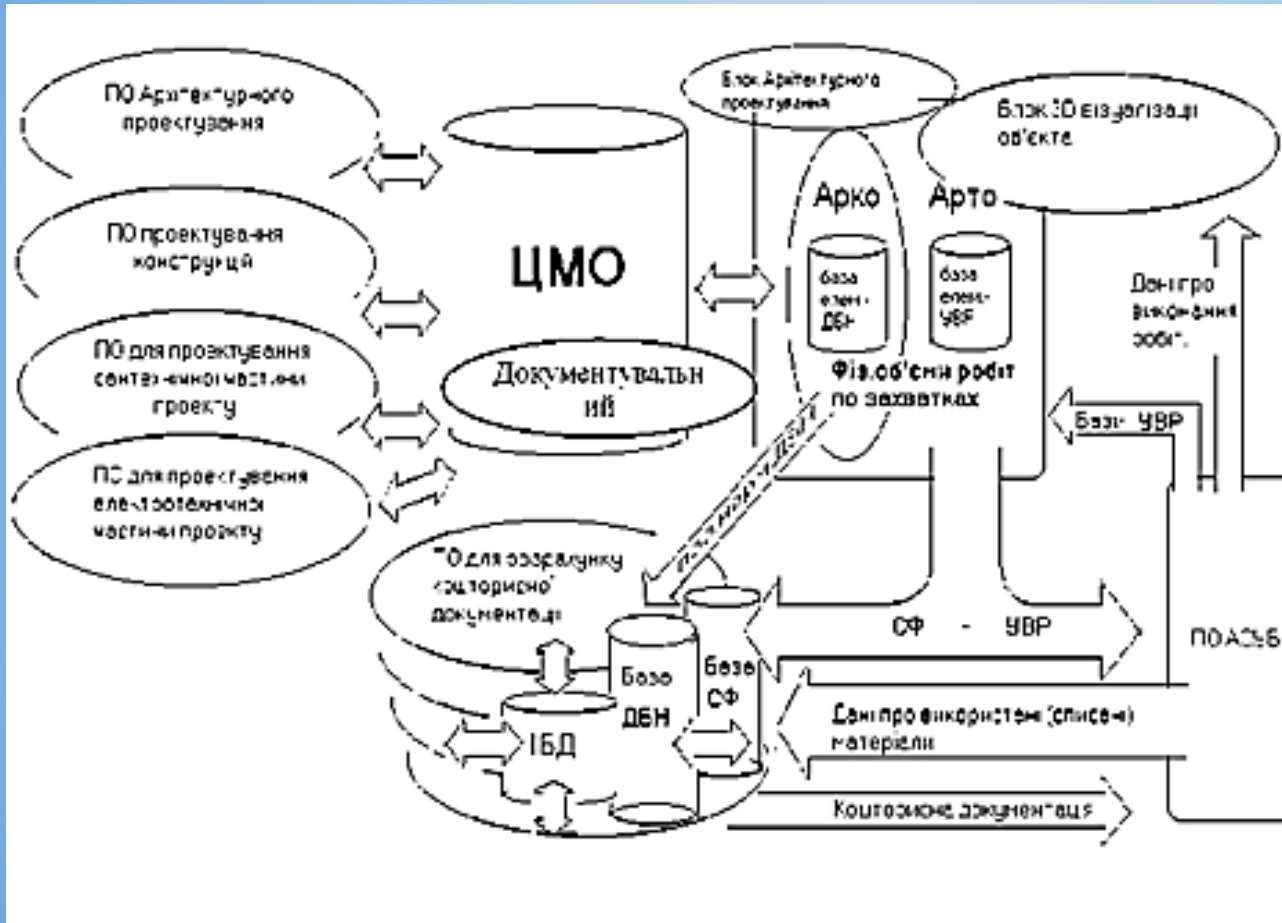 ПО Архітектурного
проектування
ПО проектування
конструкцій
ПО для проектування
сантехнічної частини
проекту
ПО для проектування
електротехнічної
частини проекту
ЦМО
Документувальн
ий
Блок Архітектурного
проектування
Блок 3D візуалізації
об'єкта
Арко
Арто
база
елем.
ДБН
база
елем.
УВР
Фіз.об'єми робіт
по захватках
Дані про
виконання
робіт.
База УВР
ПО для розрахунку
кошторисної
документації
База
ДБН
База
СФ
ІБД
СФ - УВР
ПО АСУБ
Дані про використані (списані)
матеріали
Кошторисна документація